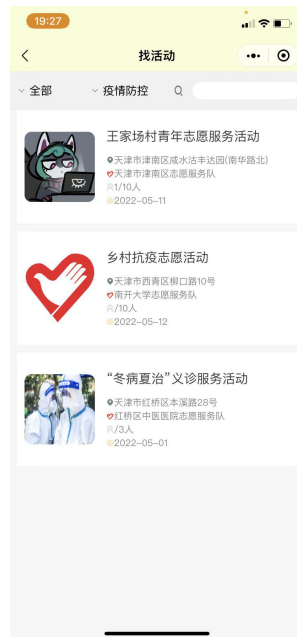 19:27
找活动
全部
疫情防控
王家场村青年志愿服务活动
天津市津南区咸水沽丰达园(南华路北)
天津市津南区志愿服务队
1/10人
2022-05-11
乡村抗疫志愿活动
天津市西青区柳口路10号
南开大学志愿服务队
/10人
2022-05-12
“冬病夏治”义诊服务活动
天津市红桥区本溪路28号
红桥区中医医院志愿服务队
/3人
2022-05-01